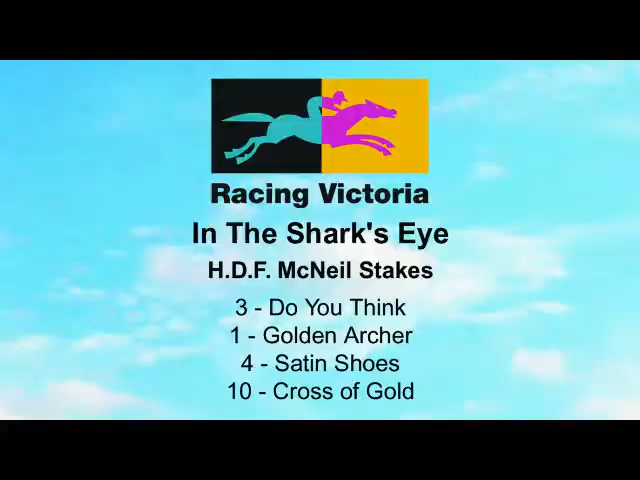 Racing Victoria
In The Shark's Eye
H.D.F. McNeil Stakes
3 - Do You Think
1 - Golden Archer
4 - Satin Shoes
10 - Cross of Gold